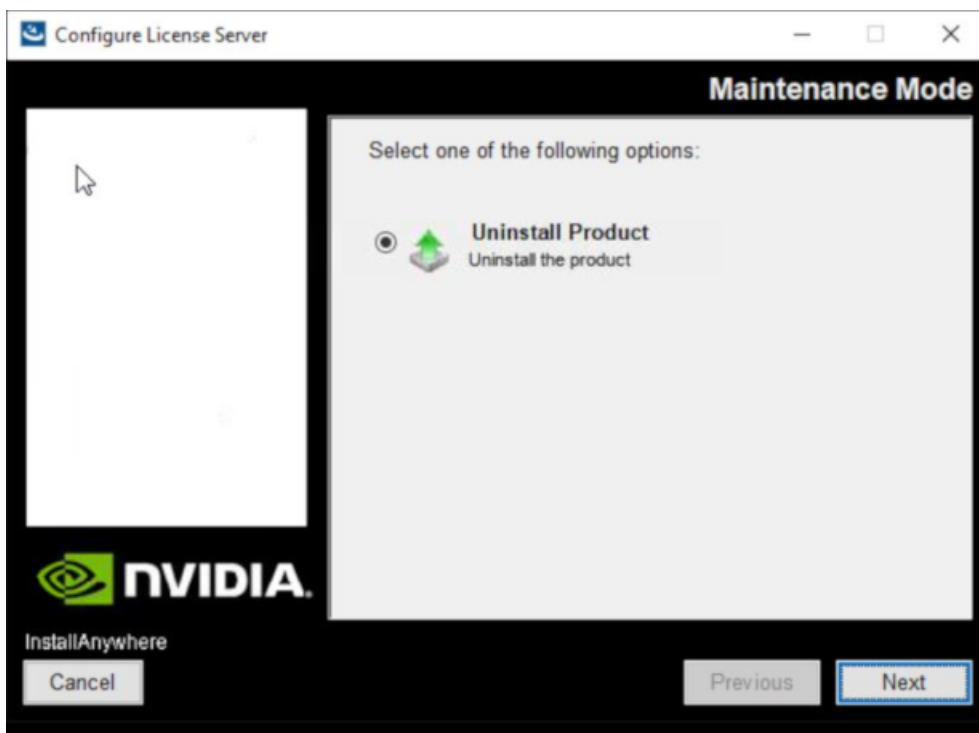 Configure License Server
Maintenance Mode
Select one of the following options:
Uninstall Product
Uninstall the product
NVIDIA.
InstallAnywhere
Cancel
Previous
Next